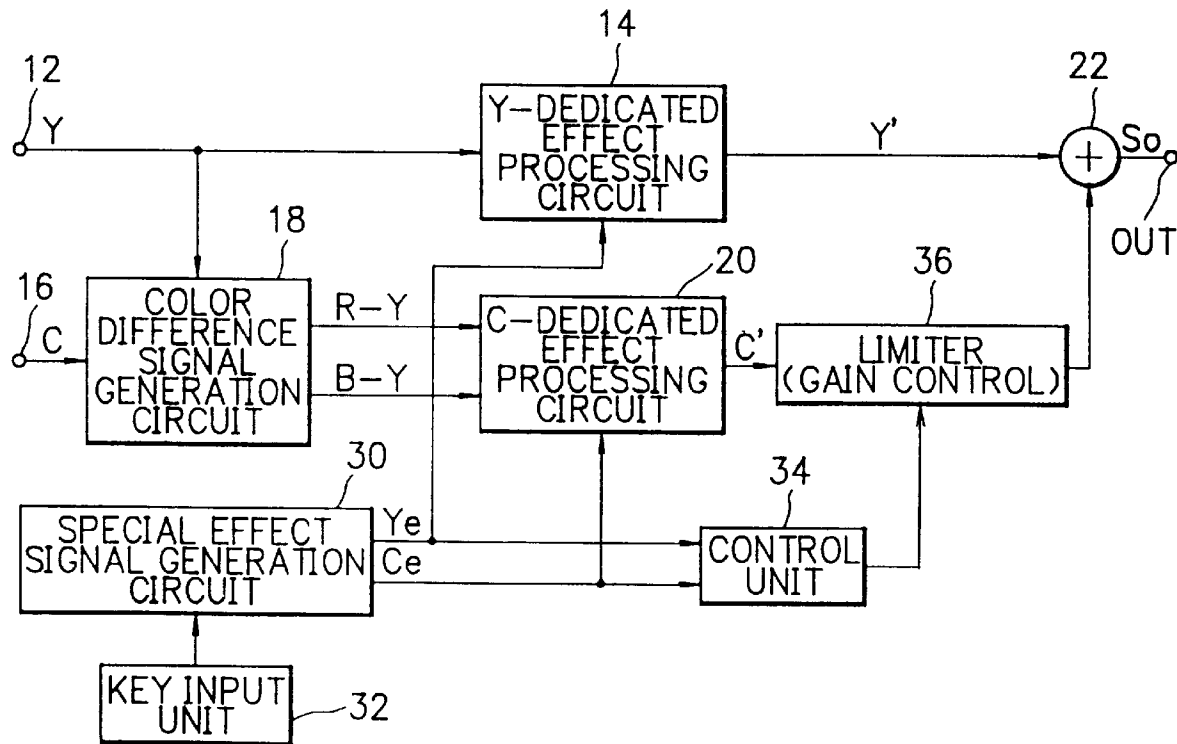 12
Y
14
Y-DEDICATED
EFFECT
PROCESSING
CIRCUIT
Y'
22
+
So
OUT
16
C
18
COLOR
DIFFERENCE
SIGNAL
GENERATION
CIRCUIT
R-Y
B-Y
20
C-DEDICATED
EFFECT
PROCESSING
CIRCUIT
C'
36
LIMITER
(GAIN CONTROL)
30
SPECIAL EFFECT
SIGNAL GENERATION
CIRCUIT
Ye
Ce
34
CONTROL
UNIT
KEY INPUT
UNIT
32